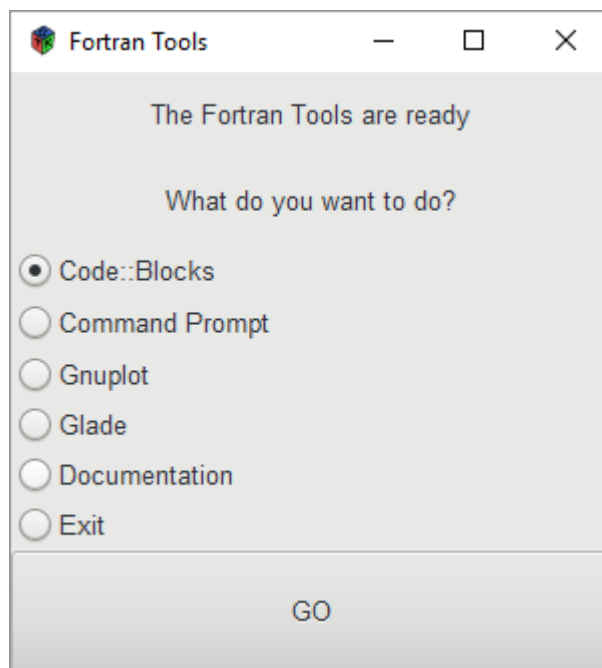 Fortran Tools
The Fortran Tools are ready
What do you want to do?
Code::Blocks
Command Prompt
Gnuplot
Glade
Documentation
Exit
GO